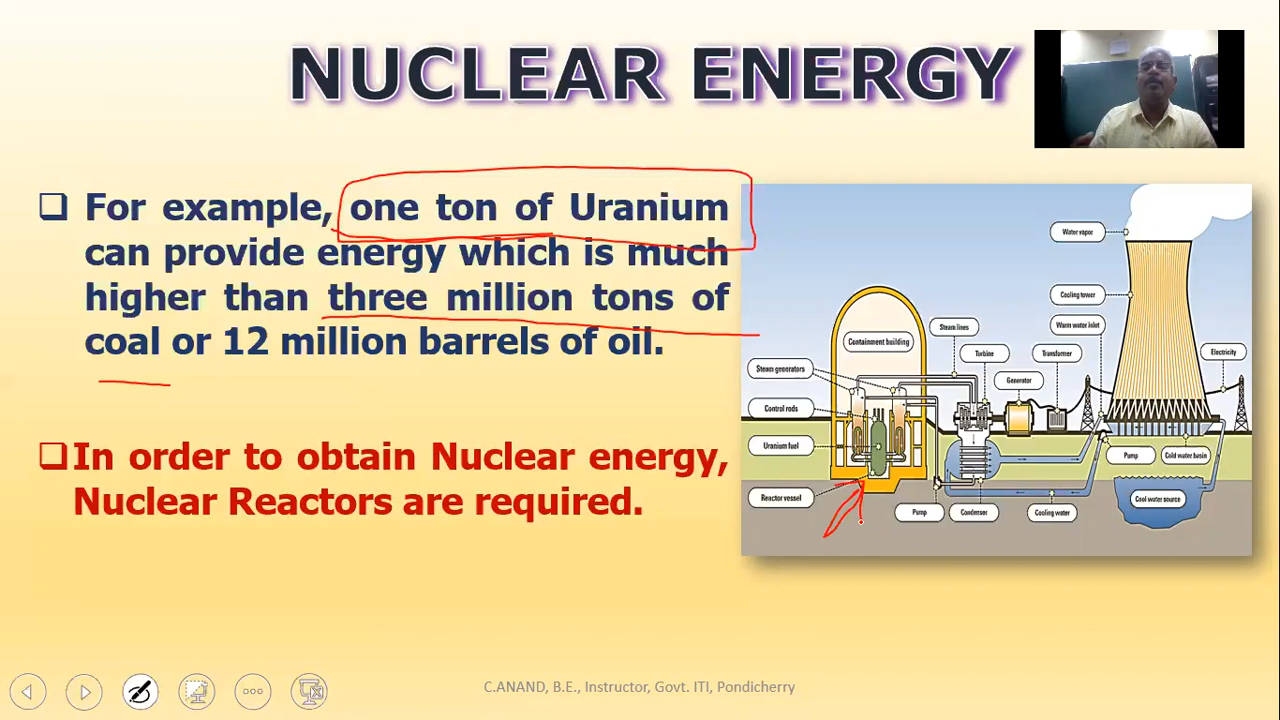 NUCLEAR ENERGY
For example, one ton of Uranium
can provide energy which is much
higher than three million tons of
coal or 12 million barrels of oil.
In order to obtain Nuclear energy,
Nuclear Reactors are required.
Water vapor
Cooling tower
Warm water inlet
Steam lines
Containment building
Turbine
Transformer
Electricity
Steam generators
Generator
Control rods
Uranium fuel
Pump
Cold water basin
Reactor vessel
Pump
Condenser
Cooling water
Cool water source
C.ANAND, B.E., Instructor, Govt. ITI, Pondicherry